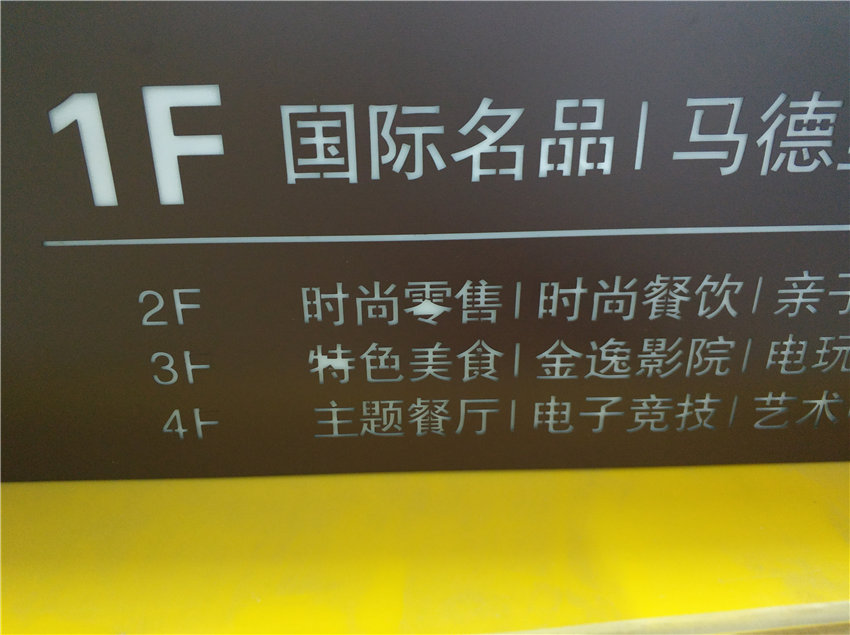 1F 国际名品 | 马德
2F 时尚零售 | 时尚餐饮 | 亲子
3F 特色美食 | 金逸影院 | 电玩
4F 主题餐厅 | 电子竞技 | 艺术